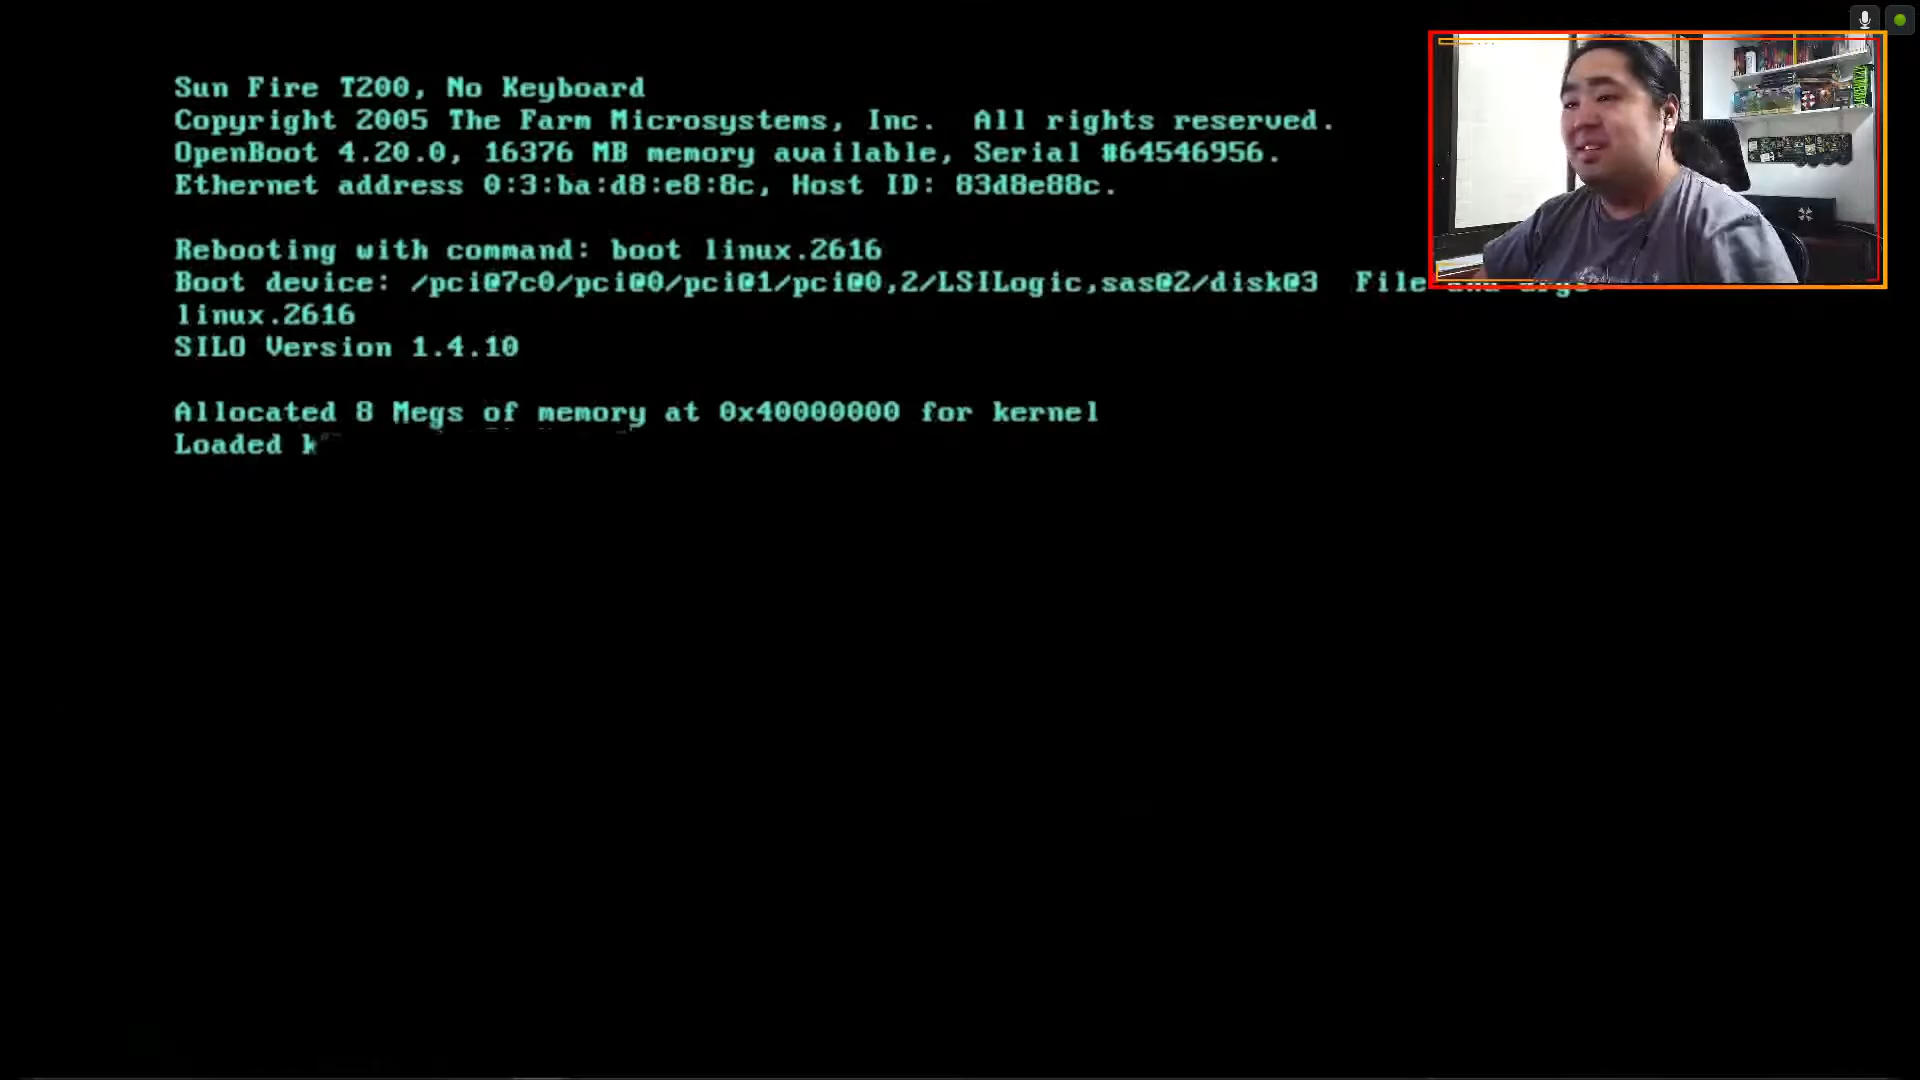 Sun Fire T200, No Keyboard
Copyright 2005 The Farm Microsystems, Inc.  All rights reserved.
OpenBoot 4.20.0, 16376 MB memory available, Serial #64546956.
Ethernet address 0:3:ba:d8:e8:8c, Host ID: 83d8e88c.
Rebooting with command: boot linux.2616
Boot device: /pci@7c0/pci@0/pci@1/pci@0,2/LSILogic,sas@2/disk@3  File and args:
linux.2616
SILO Version 1.4.10
Allocated 8 Megs of memory at 0x40000000 for kernel
Loaded k